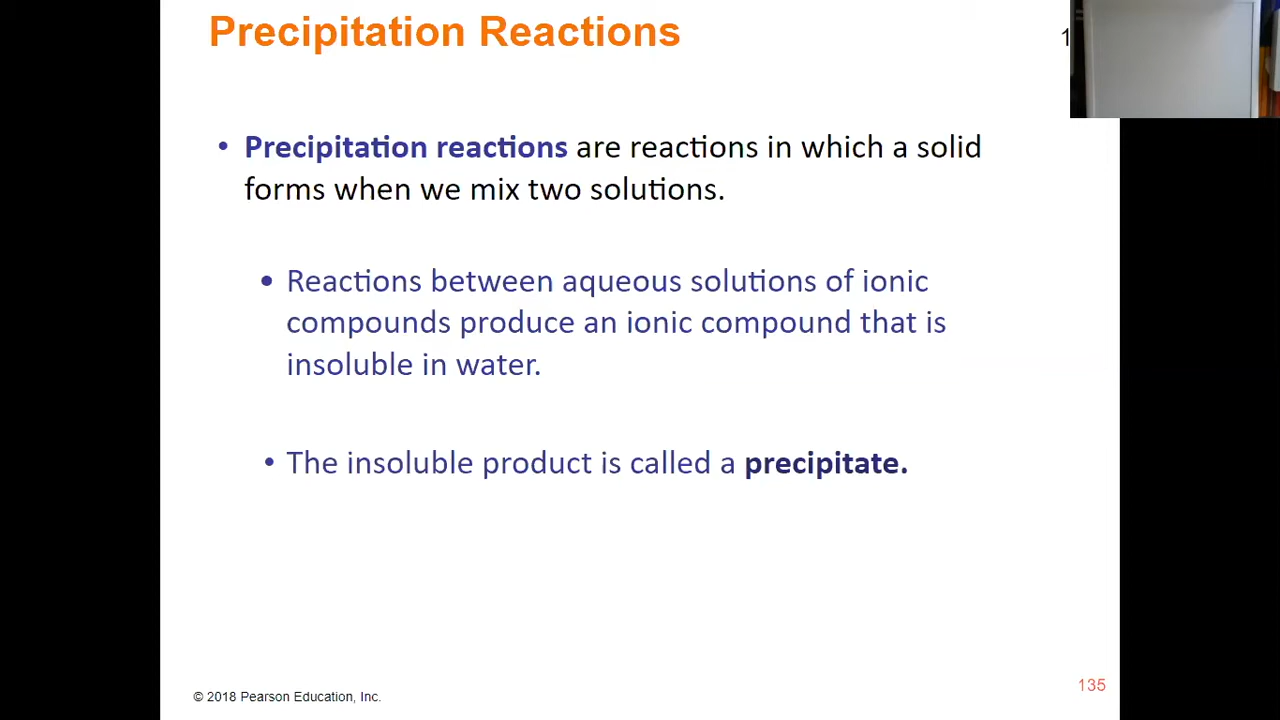 Precipitation Reactions
1
• Precipitation reactions are reactions in which a solid
forms when we mix two solutions.
• Reactions between aqueous solutions of ionic
compounds produce an ionic compound that is
insoluble in water.
• The insoluble product is called a precipitate.
© 2018 Pearson Education, Inc.
135